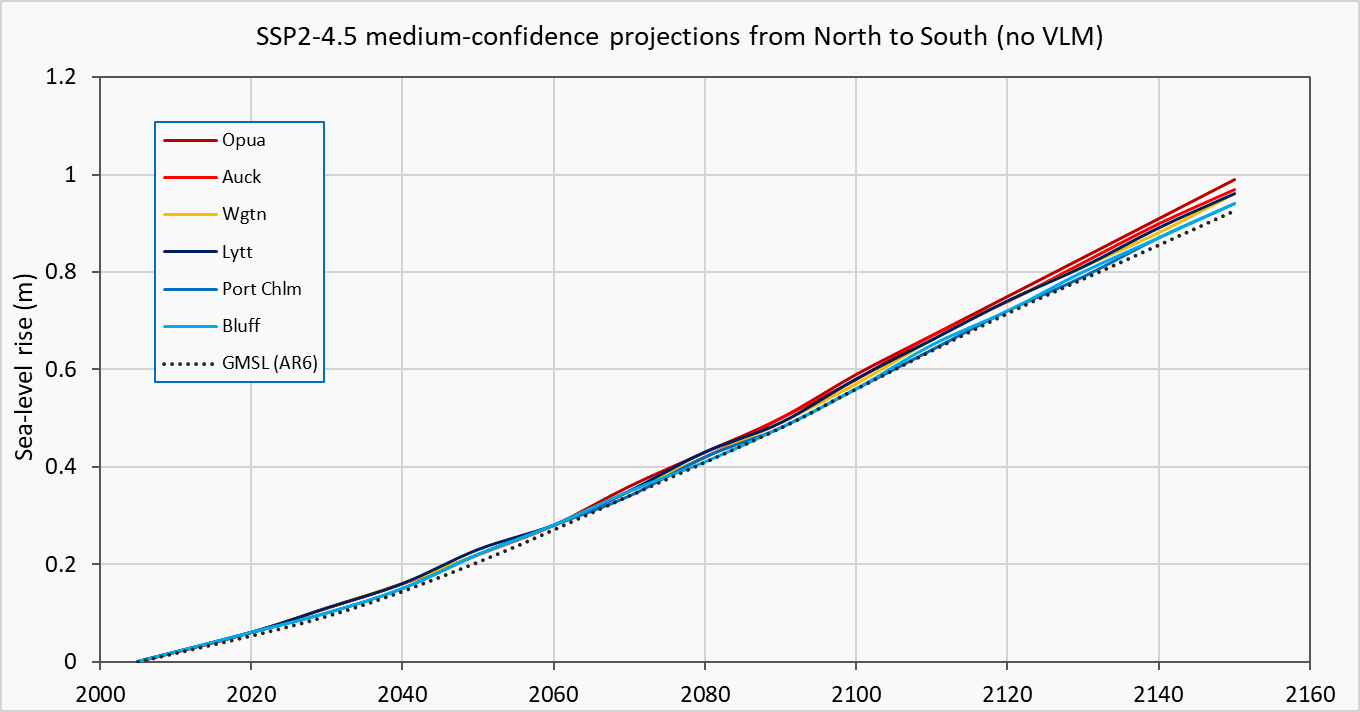 SSP2-4.5 medium-confidence projections from North to South (no VLM)
1.2
1
0.8
0.6
0.4
0.2
0
Sea-level rise (m)
Opua
Auck
Wgtn
Lytt
Port Chlm
Bluff
GMSL (AR6)
2000 2020 2040 2060 2080 2100 2120 2140 2160